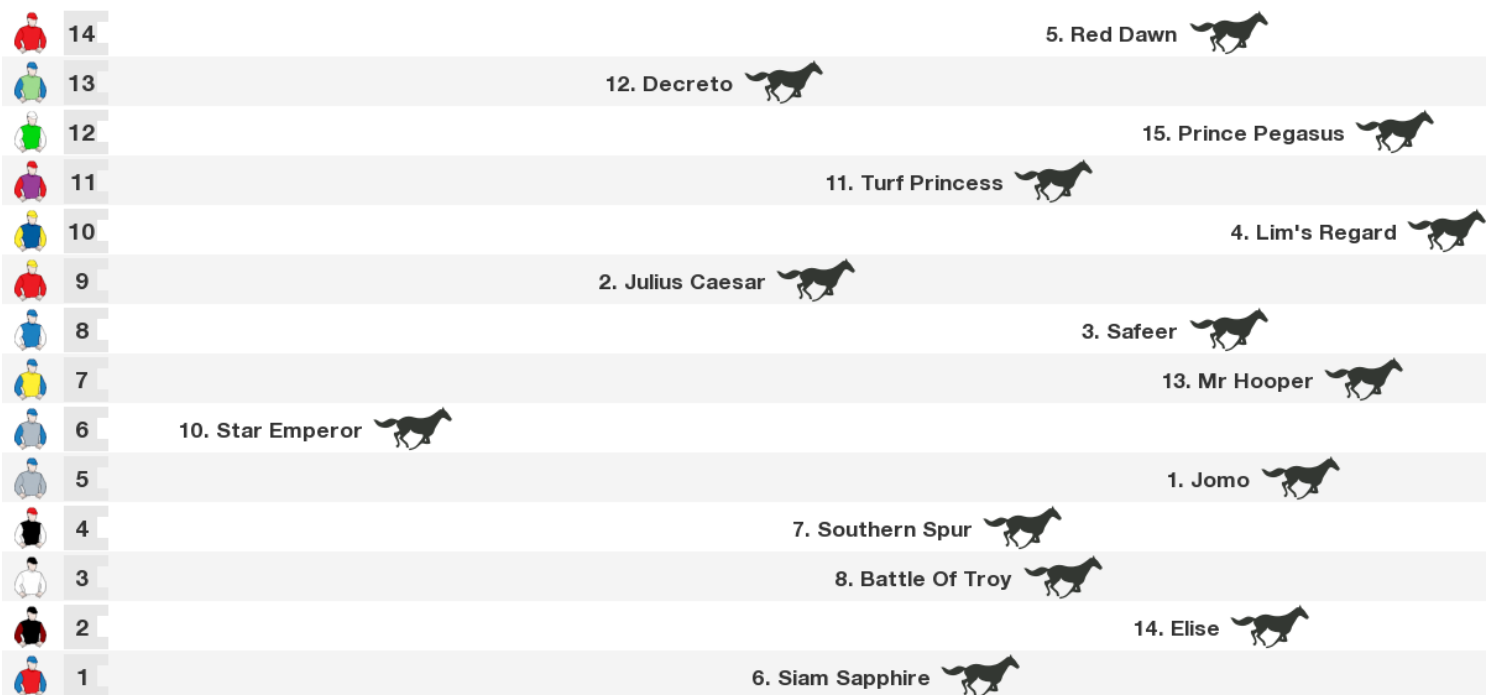 14 5. Red Dawn
13 12. Decreto
12 15. Prince Pegasus
11 11. Turf Princess
10 4. Lim's Regard
9 2. Julius Caesar
8 3. Safeer
7 13. Mr Hooper
6 10. Star Emperor
5 1. Jomo
4 7. Southern Spur
3 8. Battle Of Troy
2 14. Elise
1 6. Siam Sapphire